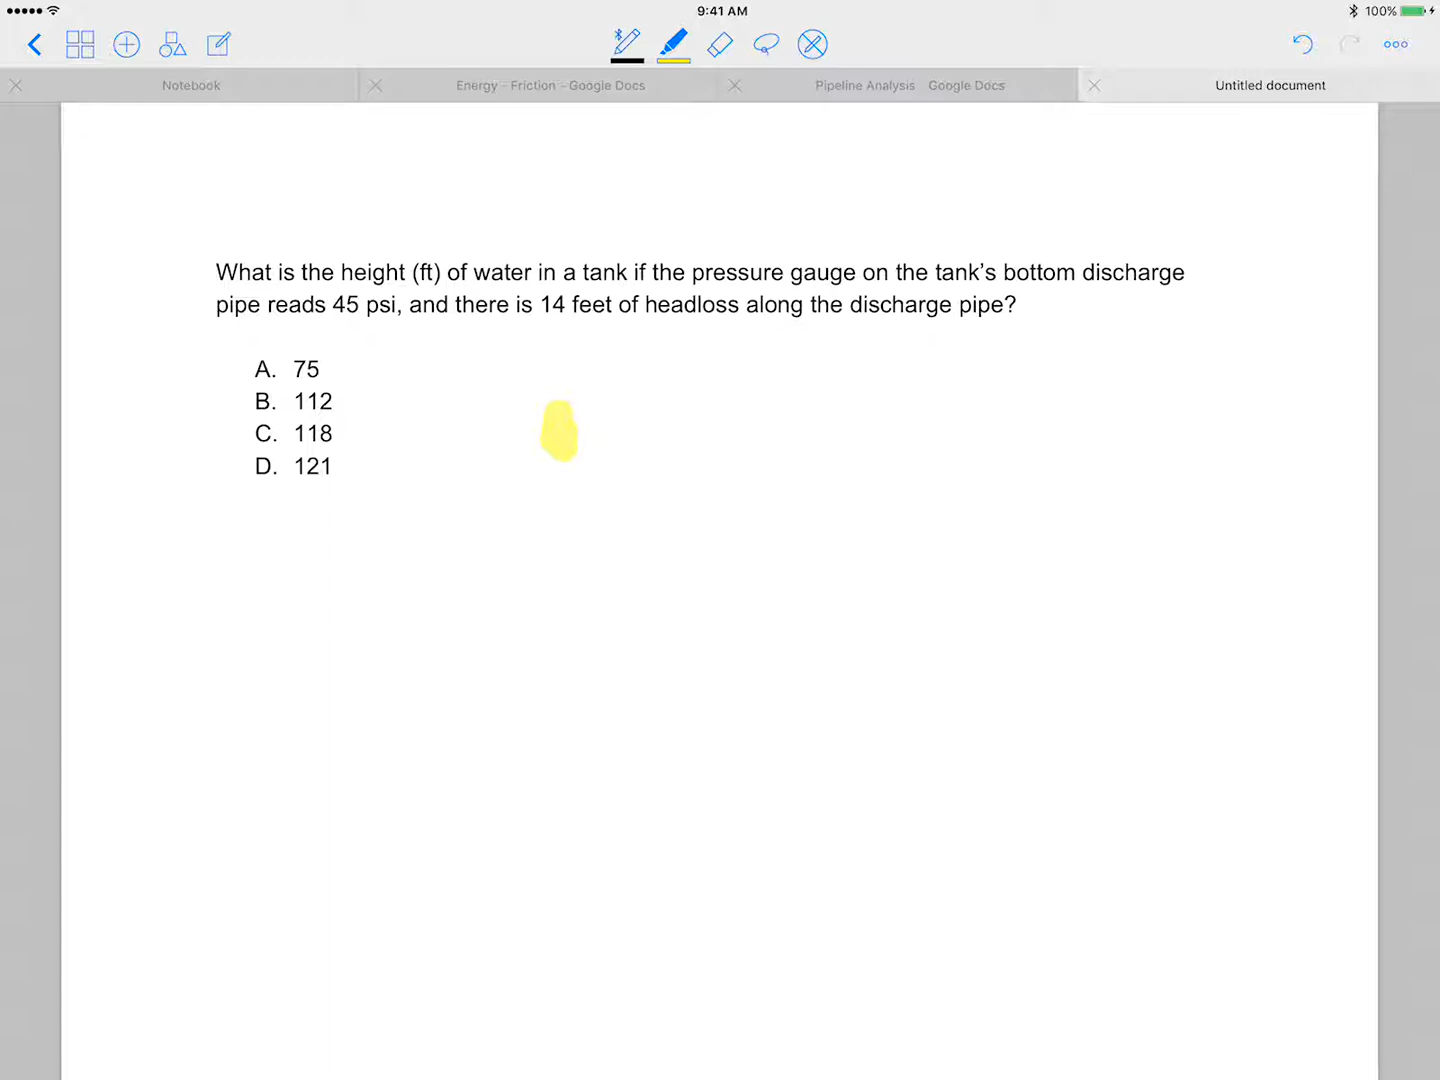 9:41 AM
100%
Notebook
Energy - Friction - Google Docs
Pipeline Analysis Google Docs
Untitled document
What is the height (ft) of water in a tank if the pressure gauge on the tank’s bottom discharge
pipe reads 45 psi, and there is 14 feet of headloss along the discharge pipe?
A. 75
B. 112
C. 118
D. 121